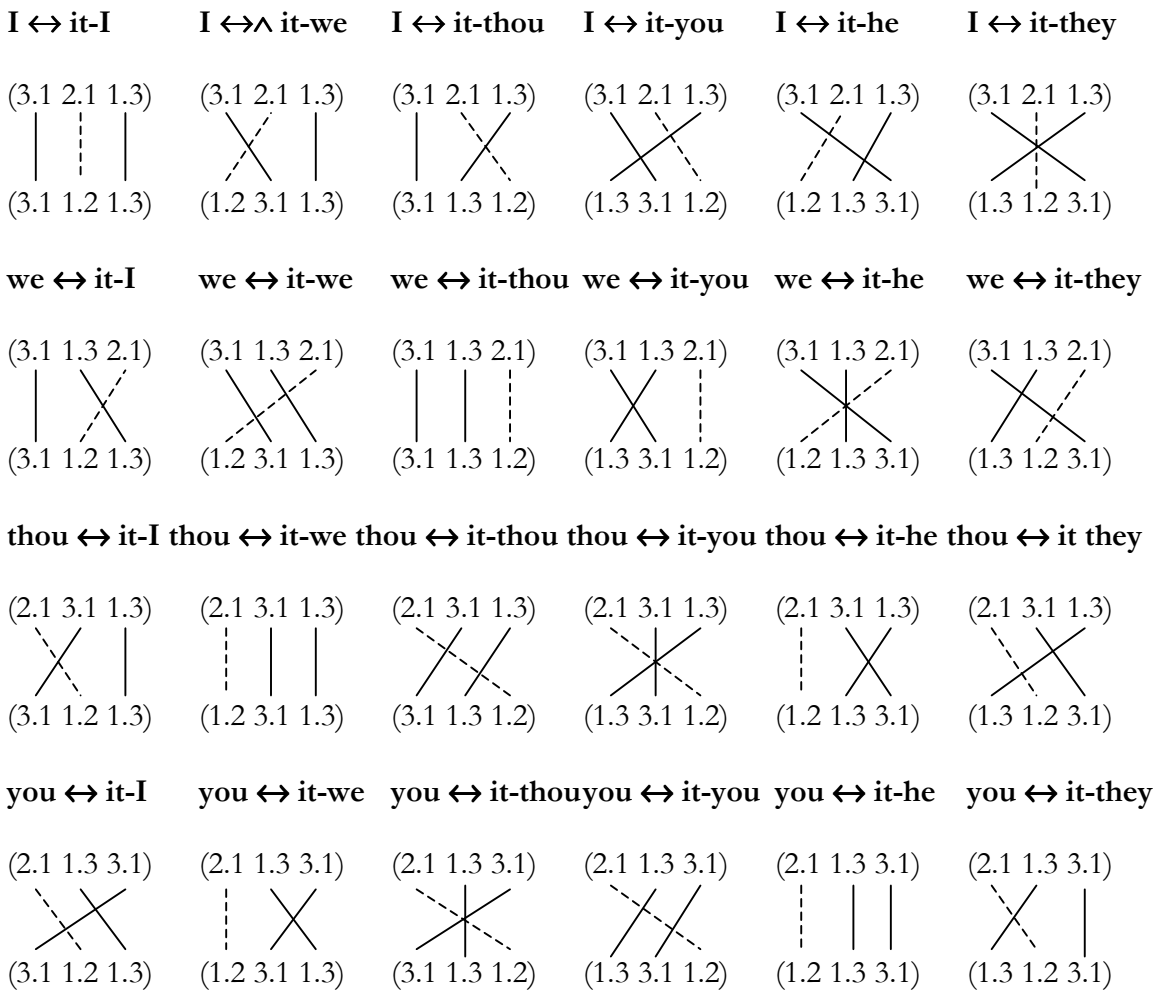 I ↔ it-I I ↔∧ it-we I ↔ it-thou I ↔ it-you I ↔ it-he I ↔ it-they
(3.1 2.1 1.3) (3.1 2.1 1.3) (3.1 2.1 1.3) (3.1 2.1 1.3) (3.1 2.1 1.3) (3.1 2.1 1.3)
(3.1 1.2 1.3) (1.2 3.1 1.3) (3.1 1.3 1.2) (1.3 3.1 1.2) (1.2 1.3 3.1) (1.3 1.2 3.1)
we ↔ it-I we ↔ it-we we ↔ it-thou we ↔ it-you we ↔ it-he we ↔ it-they
(3.1 1.3 2.1) (3.1 1.3 2.1) (3.1 1.3 2.1) (3.1 1.3 2.1) (3.1 1.3 2.1) (3.1 1.3 2.1)
(3.1 1.2 1.3) (1.2 3.1 1.3) (3.1 1.3 1.2) (1.3 3.1 1.2) (1.2 1.3 3.1) (1.3 1.2 3.1)
thou ↔ it-I thou ↔ it-we thou ↔ it-thou thou ↔ it-you thou ↔ it-he thou ↔ it they
(2.1 3.1 1.3) (2.1 3.1 1.3) (2.1 3.1 1.3) (2.1 3.1 1.3) (2.1 3.1 1.3) (2.1 3.1 1.3)
(3.1 1.2 1.3) (1.2 3.1 1.3) (3.1 1.3 1.2) (1.3 3.1 1.2) (1.2 1.3 3.1) (1.3 1.2 3.1)
you ↔ it-I you ↔ it-we you ↔ it-thouyou ↔ it-you you ↔ it-he you ↔ it-they
(2.1 1.3 3.1) (2.1 1.3 3.1) (2.1 1.3 3.1) (2.1 1.3 3.1) (2.1 1.3 3.1) (2.1 1.3 3.1)
(3.1 1.2 1.3) (1.2 3.1 1.3) (3.1 1.3 1.2) (1.3 3.1 1.2) (1.2 1.3 3.1) (1.3 1.2 3.1)